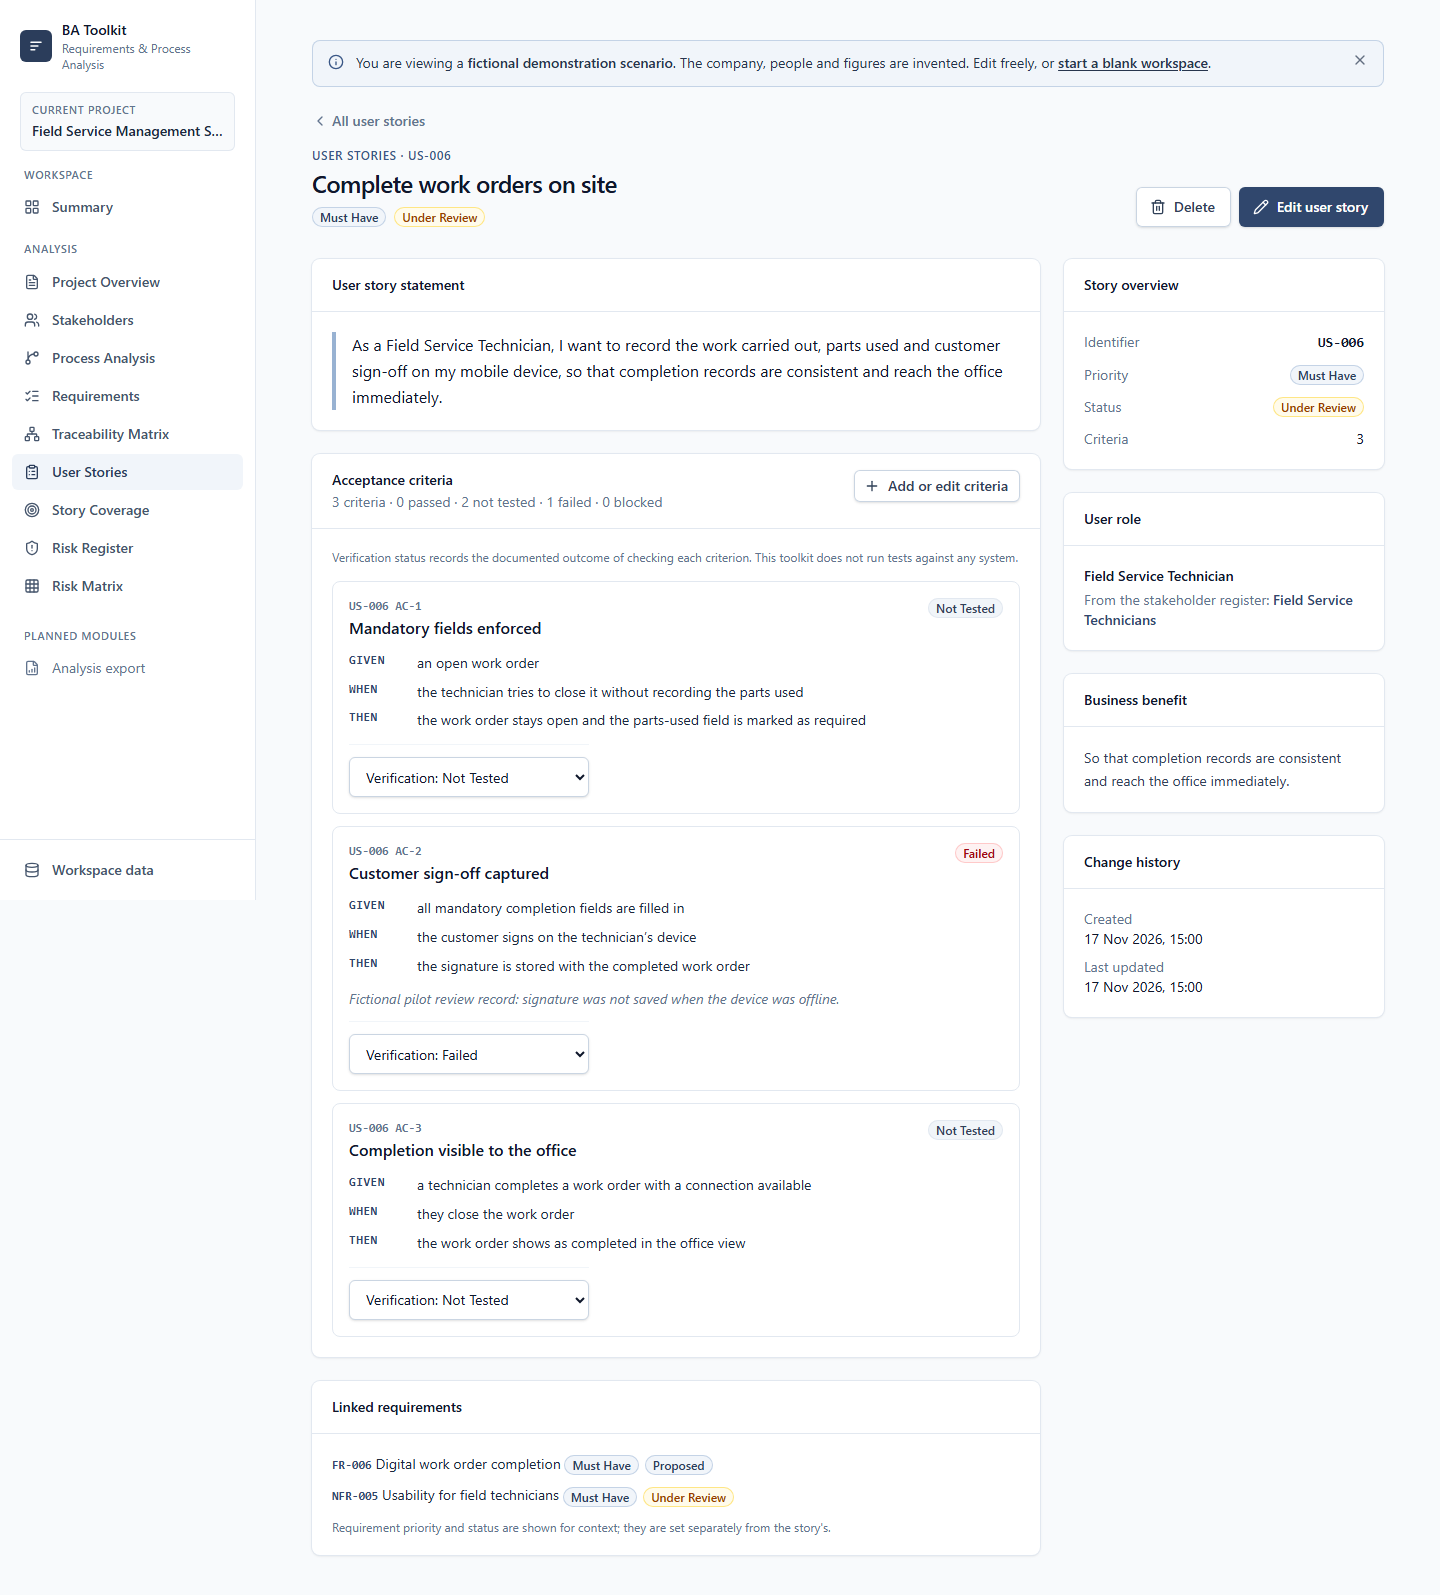 BA Toolkit
Requirements & Process
Analysis
CURRENT PROJECT
Field Service Management S...
WORKSPACE
Summary
ANALYSIS
Project Overview
Stakeholders
Process Analysis
Requirements
Traceability Matrix
User Stories
Story Coverage
Risk Register
Risk Matrix
PLANNED MODULES
Analysis export
Workspace data
You are viewing a fictional demonstration scenario. The company, people and figures are invented. Edit freely, or start a blank workspace.
All user stories
USER STORIES · US-006
Complete work orders on site
Must Have
Under Review
Delete
Edit user story
User story statement
As a Field Service Technician, I want to record the work carried out, parts used and customer
sign-off on my mobile device, so that completion records are consistent and reach the office
immediately.
Acceptance criteria
3 criteria · 0 passed · 2 not tested · 1 failed · 0 blocked
Add or edit criteria
Verification status records the documented outcome of checking each criterion. This toolkit does not run tests against any system.
US-006 AC-1
Not Tested
Mandatory fields enforced
GIVEN an open work order
WHEN the technician tries to close it without recording the parts used
THEN the work order stays open and the parts-used field is marked as required
Verification: Not Tested
US-006 AC-2
Failed
Customer sign-off captured
GIVEN all mandatory completion fields are filled in
WHEN the customer signs on the technician's device
THEN the signature is stored with the completed work order
Fictional pilot review record: signature was not saved when the device was offline.
Verification: Failed
US-006 AC-3
Not Tested
Completion visible to the office
GIVEN a technician completes a work order with a connection available
WHEN they close the work order
THEN the work order shows as completed in the office view
Verification: Not Tested
Linked requirements
FR-006 Digital work order completion Must Have Proposed
NFR-005 Usability for field technicians Must Have Under Review
Requirement priority and status are shown for context; they are set separately from the story's.
Story overview
Identifier US-006
Priority Must Have
Status Under Review
Criteria 3
User role
Field Service Technician
From the stakeholder register: Field Service
Technicians
Business benefit
So that completion records are consistent
and reach the office immediately.
Change history
Created
17 Nov 2026, 15:00
Last updated
17 Nov 2026, 15:00